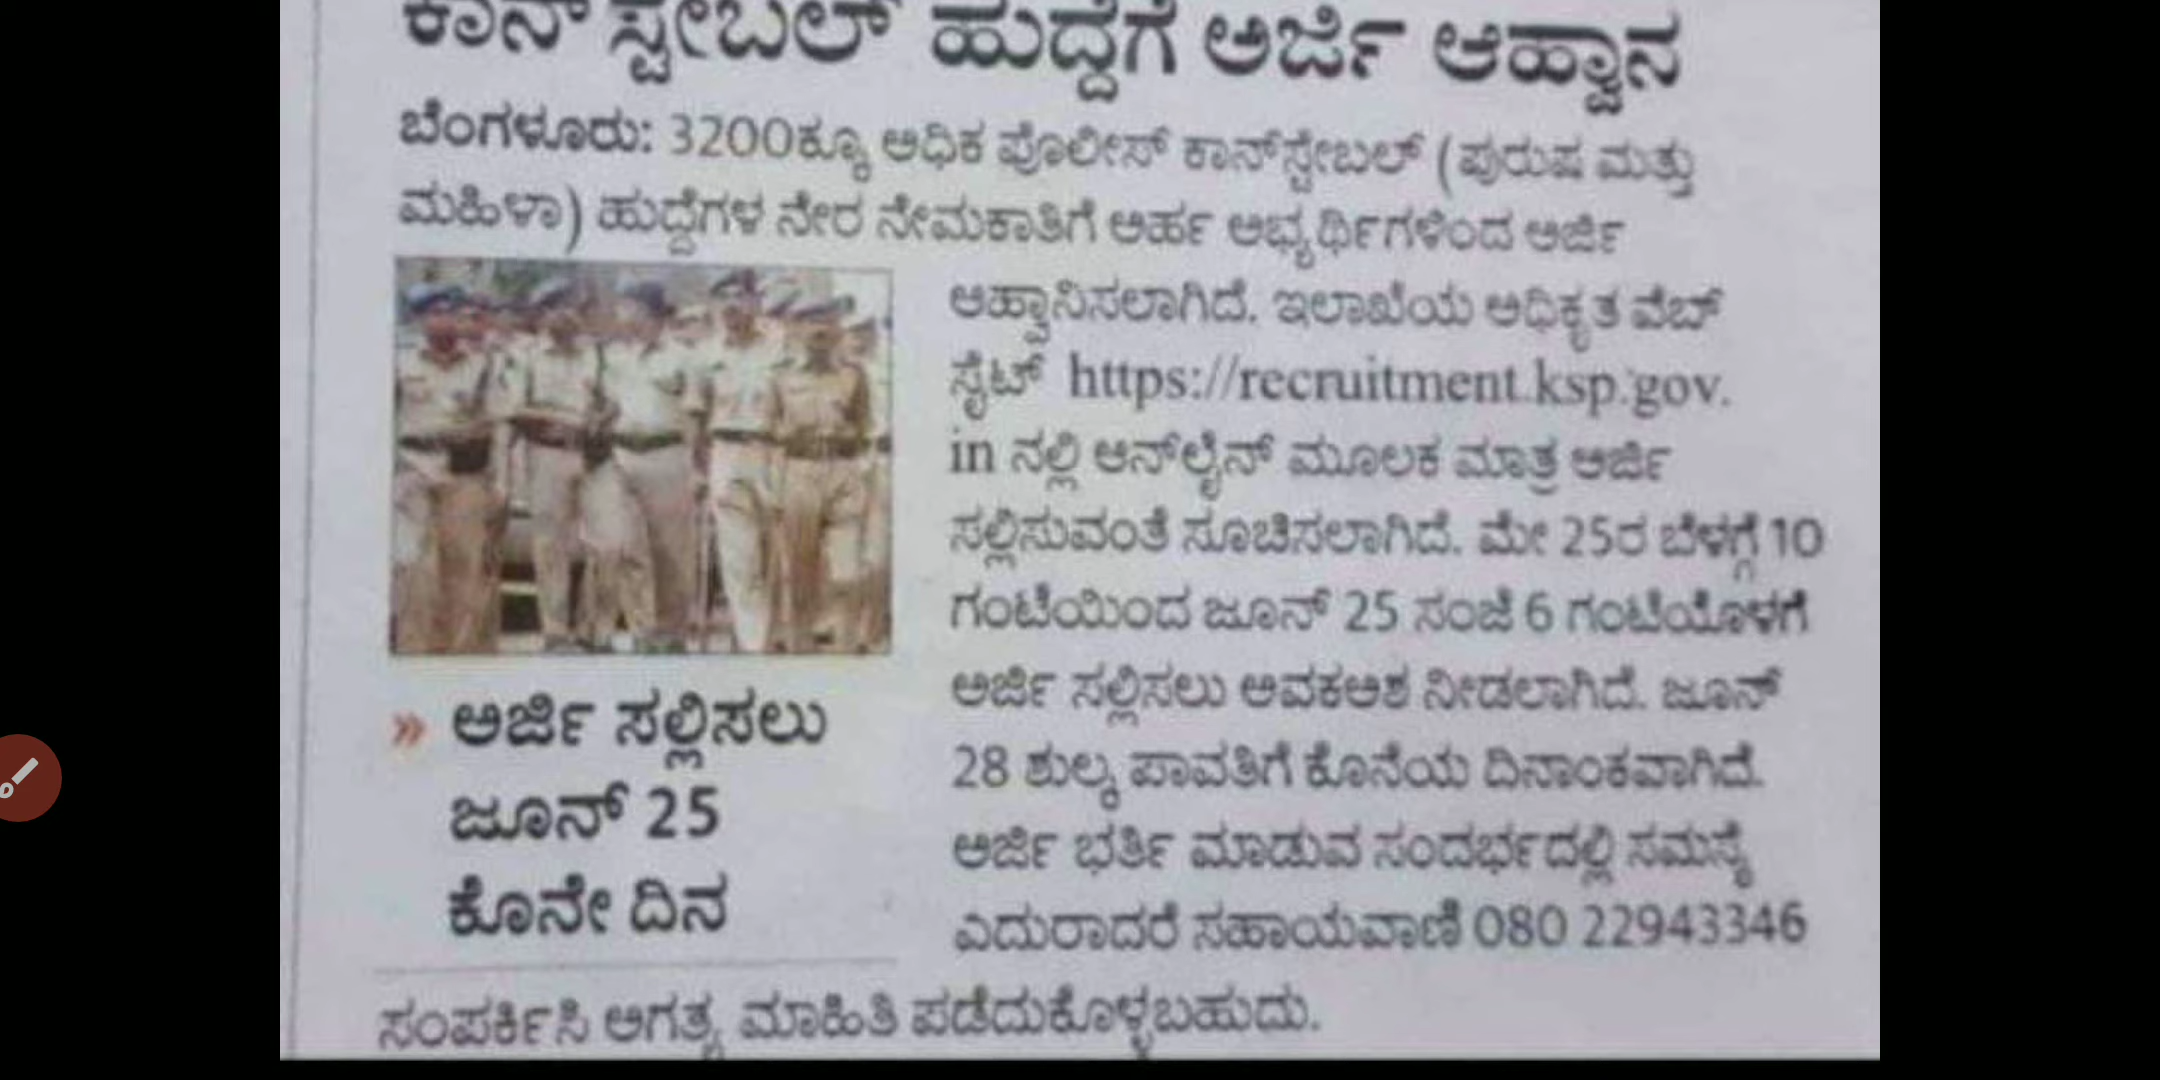 ಕಾನ್‌ಸ್ಟೇಬಲ್ ಹುದ್ದೆಗೆ ಅರ್ಜಿ ಆಹ್ವಾನ
ಬೆಂಗಳೂರು: 3200ಕ್ಕೂ ಅಧಿಕ ಪೊಲೀಸ್ ಕಾನ್‌ಸ್ಟೇಬಲ್ (ಪುರುಷ ಮತ್ತು
ಮಹಿಳಾ) ಹುದ್ದೆಗಳ ನೇರ ನೇಮಕಾತಿಗೆ ಅರ್ಹ ಅಭ್ಯರ್ಥಿಗಳಿಂದ ಅರ್ಜಿ
ಆಹ್ವಾನಿಸಲಾಗಿದೆ. ಇಲಾಖೆಯ ಅಧಿಕೃತ ವೆಬ್
ಸೈಟ್ https://recruitment.ksp.gov.
in ನಲ್ಲಿ ಆನ್‌ಲೈನ್ ಮೂಲಕ ಮಾತ್ರ ಅರ್ಜಿ
ಸಲ್ಲಿಸುವಂತೆ ಸೂಚಿಸಲಾಗಿದೆ. ಮೇ 25ರ ಬೆಳಗ್ಗೆ 10
ಗಂಟೆಯಿಂದ ಜೂನ್ 25 ಸಂಜೆ 6 ಗಂಟೆಯೊಳಗೆ
ಅರ್ಜಿ ಸಲ್ಲಿಸಲು ಅವಕಆಶ ನೀಡಲಾಗಿದೆ. ಜೂನ್
28 ಶುಲ್ಕ ಪಾವತಿಗೆ ಕೊನೆಯ ದಿನಾಂಕವಾಗಿದೆ.
ಅರ್ಜಿ ಭರ್ತಿ ಮಾಡುವ ಸಂದರ್ಭದಲ್ಲಿ ಸಮಸ್ಯೆ
ಎದುರಾದರೆ ಸಹಾಯವಾಣಿ 080 22943346
ಸಂಪರ್ಕಿಸಿ ಅಗತ್ಯ ಮಾಹಿತಿ ಪಡೆದುಕೊಳ್ಳಬಹುದು.
» ಅರ್ಜಿ ಸಲ್ಲಿಸಲು
ಜೂನ್ 25
ಕೊನೇ ದಿನ